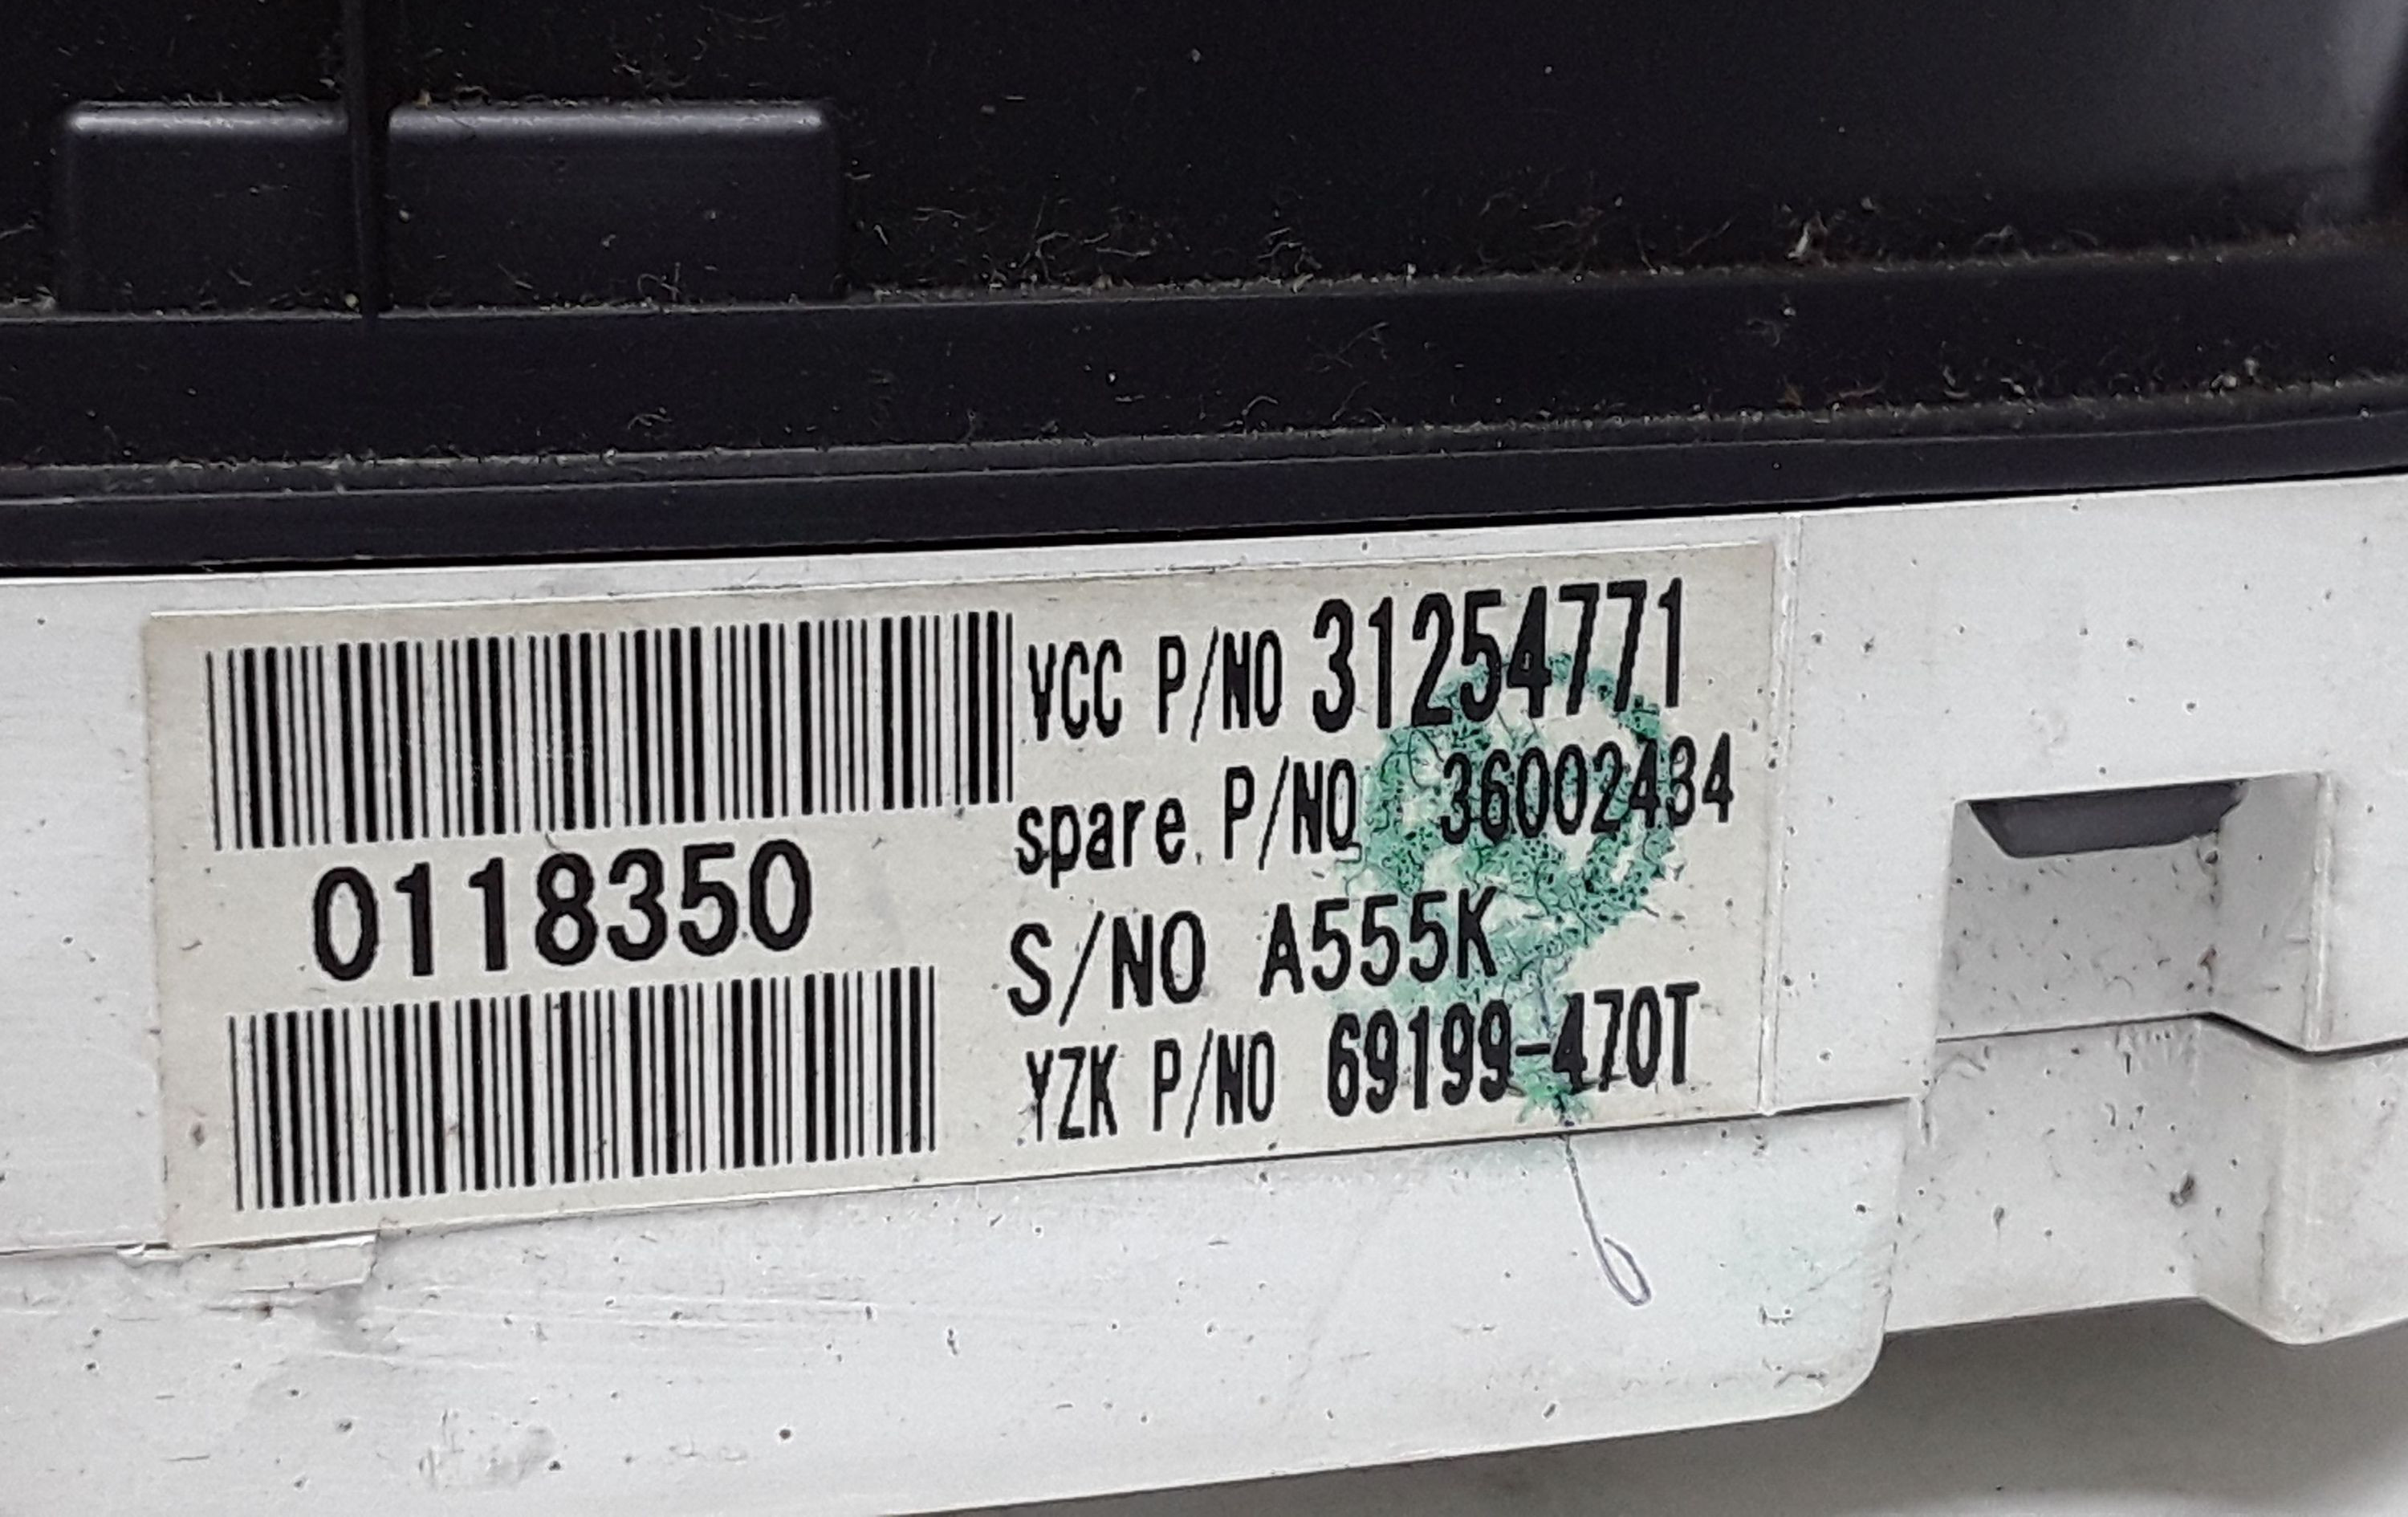 0118350
VCC P/NO 31254771
spare P/NO 36002434
S/NO A555K
YZK P/NO 69199-470T